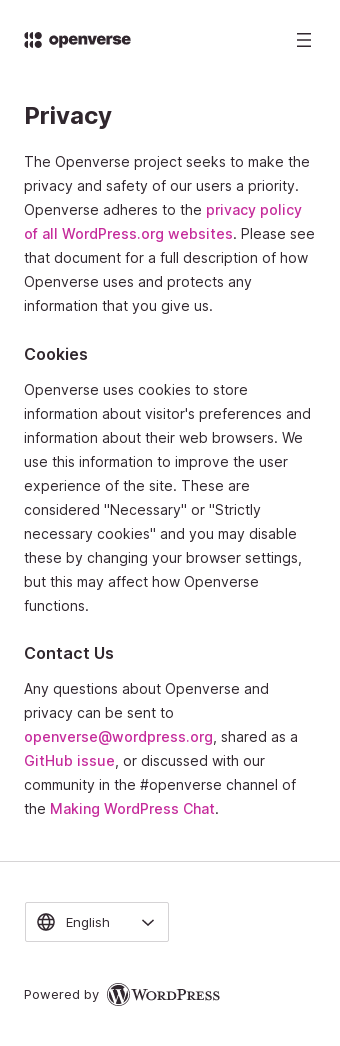 openverse
Privacy
The Openverse project seeks to make the
privacy and safety of our users a priority.
Openverse adheres to the privacy policy
of all WordPress.org websites. Please see
that document for a full description of how
Openverse uses and protects any
information that you give us.
Cookies
Openverse uses cookies to store
information about visitor's preferences and
information about their web browsers. We
use this information to improve the user
experience of the site. These are
considered "Necessary" or "Strictly
necessary cookies" and you may disable
these by changing your browser settings,
but this may affect how Openverse
functions.
Contact Us
Any questions about Openverse and
privacy can be sent to
openverse@wordpress.org, shared as a
GitHub issue, or discussed with our
community in the #openverse channel of
the Making WordPress Chat.
English
Powered by WORDPRESS